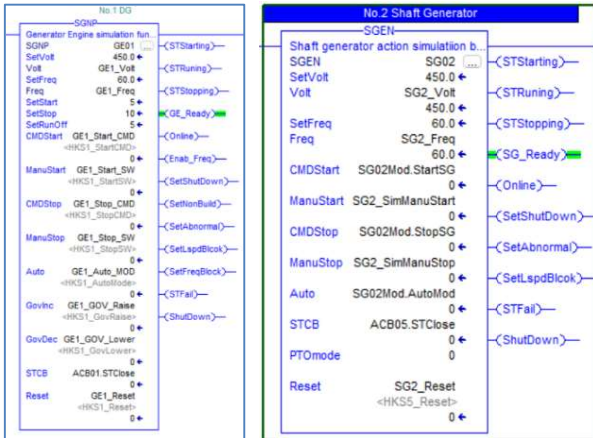 No.1 DG
SGNP
Generator Engine simulation fun...
SGNP GE01 ...
SetVolt 450.0
Volt GE1_Volt
SetFreq 60.0
Freq GE1_Freq
SetStart 5
SetStop 10
SetRunOff 5
CMDStart GE1_Start_CMD
<HKS1_StartCMD>
0
ManuStart GE1_Start_SW
<HKS1_StartSW>
0
CMDStop GE1_Stop_CMD
<HKS1_StopCMD>
0
ManuStop GE1_Stop_SW
<HKS1_StopSW>
0
Auto GE1_Auto_MOD
<HKS1_AutoMode>
0
GovInc GE1_GOV_Raise
<HKS1_GovRaise>
0
GovDec GE1_GOV_Lower
<HKS1_GovLower>
0
STCB ACB01.STClose
0
Reset GE1_Reset
<HKS1_Reset>
0
(STStarting)
(STRuning)
(STStopping)
(GE_Ready)
(Online)
(Enab_Freq)
(SetShutDown)
(SetNonBuild)
(SetAbnormal)
(SetLspdBlcok)
(SetFreqBlock)
(STFail)
(ShutDown)
No.2 Shaft Generator
SGEN
Shaft generator action simulatiin b...
SGEN SG02 ...
SetVolt 450.0
Volt SG2_Volt
450.0
SetFreq 60.0
Freq SG2_Freq
60.0
CMDStart SG02Mod.StartSG
0
ManuStart SG2_SimManuStart
0
CMDStop SG02Mod.StopSG
0
ManuStop SG2_SimManuStop
0
Auto SG02Mod.AutoMod
0
STCB ACB05.STClose
0
PTOmode 0
Reset SG2_Reset
<HKS5_Reset>
0
(STStarting)
(STRuning)
(STStopping)
(SG_Ready)
(Online)
(SetShutDown)
(SetAbnormal)
(SetLspdBlcok)
(STFail)
(ShutDown)